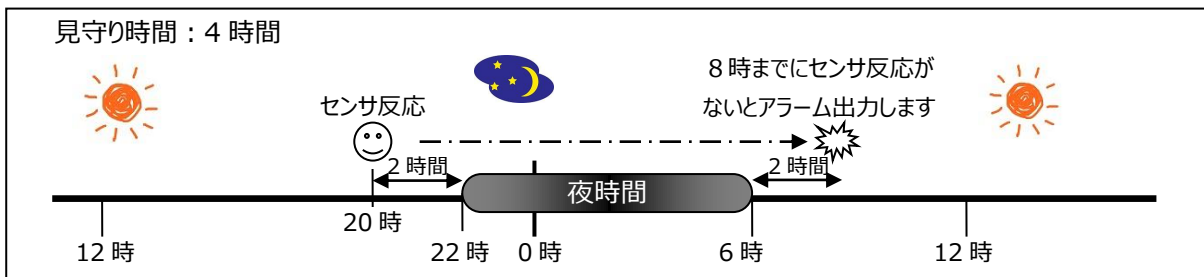 見守り時間：4 時間
8 時までにセンサ反応が
ないとアラーム出力します
センサ反応
2 時間
2 時間
夜時間
12 時
20 時
22 時
0 時
6 時
12 時